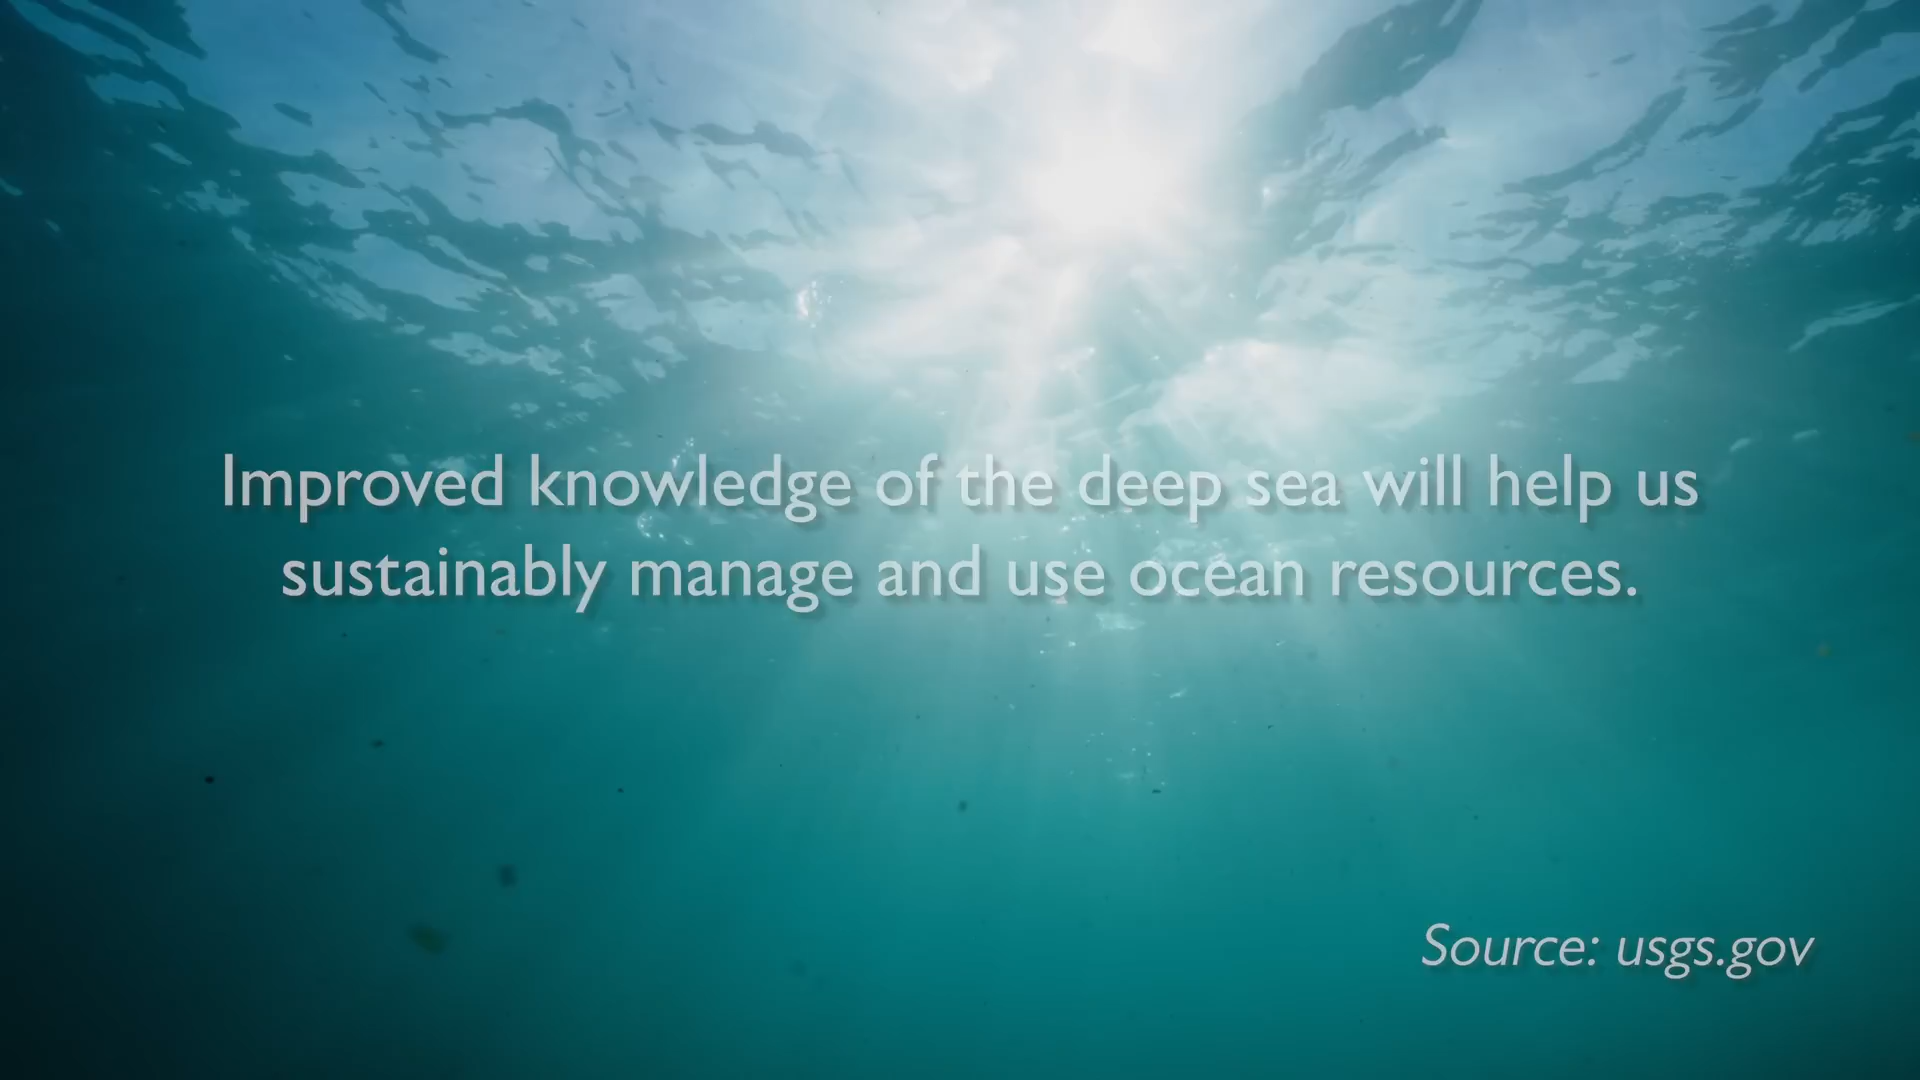 Improved knowledge of the deep sea will help us
sustainably manage and use ocean resources.
Source: usgs.gov